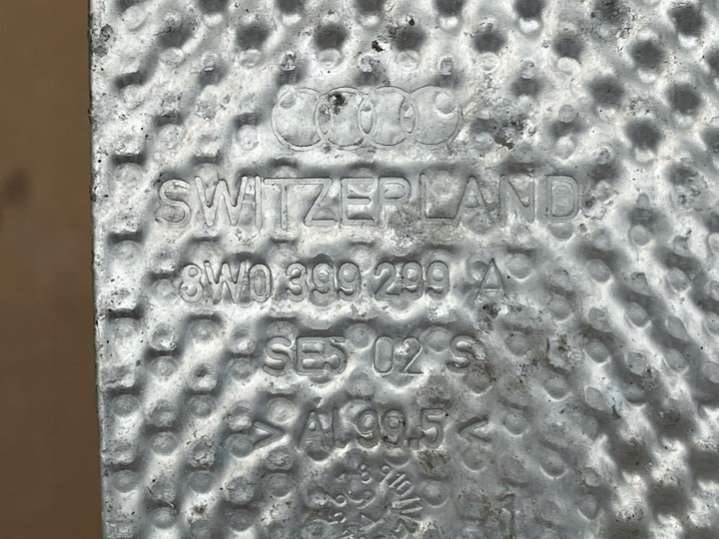 SWITZERLAND
8W0 399 299 A
SE5 02 S
> AL99.5 <